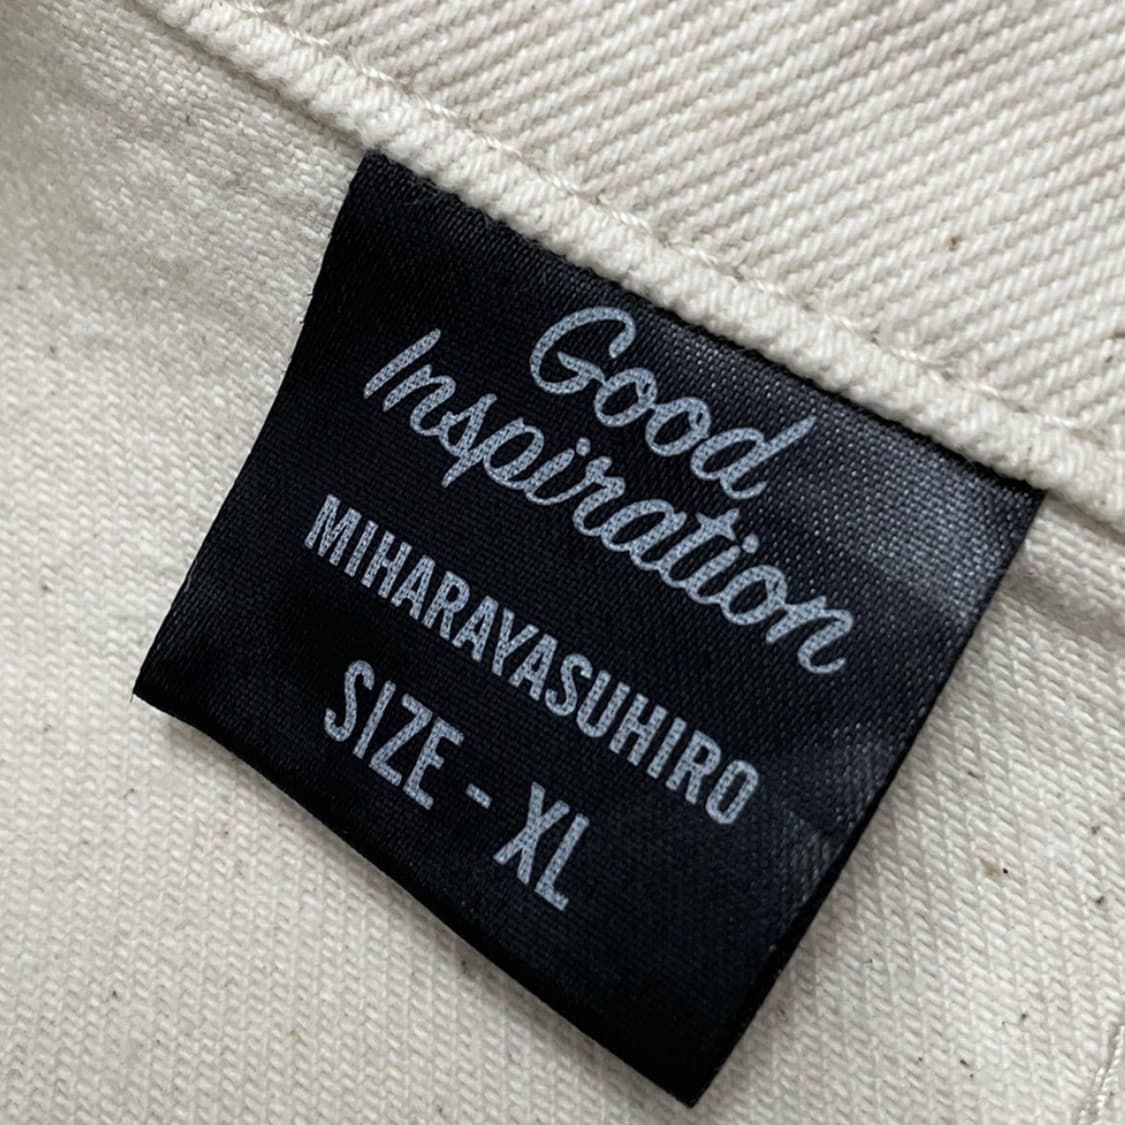 Good
Inspiration
MIHARAYASUHIRO
SIZE - XL